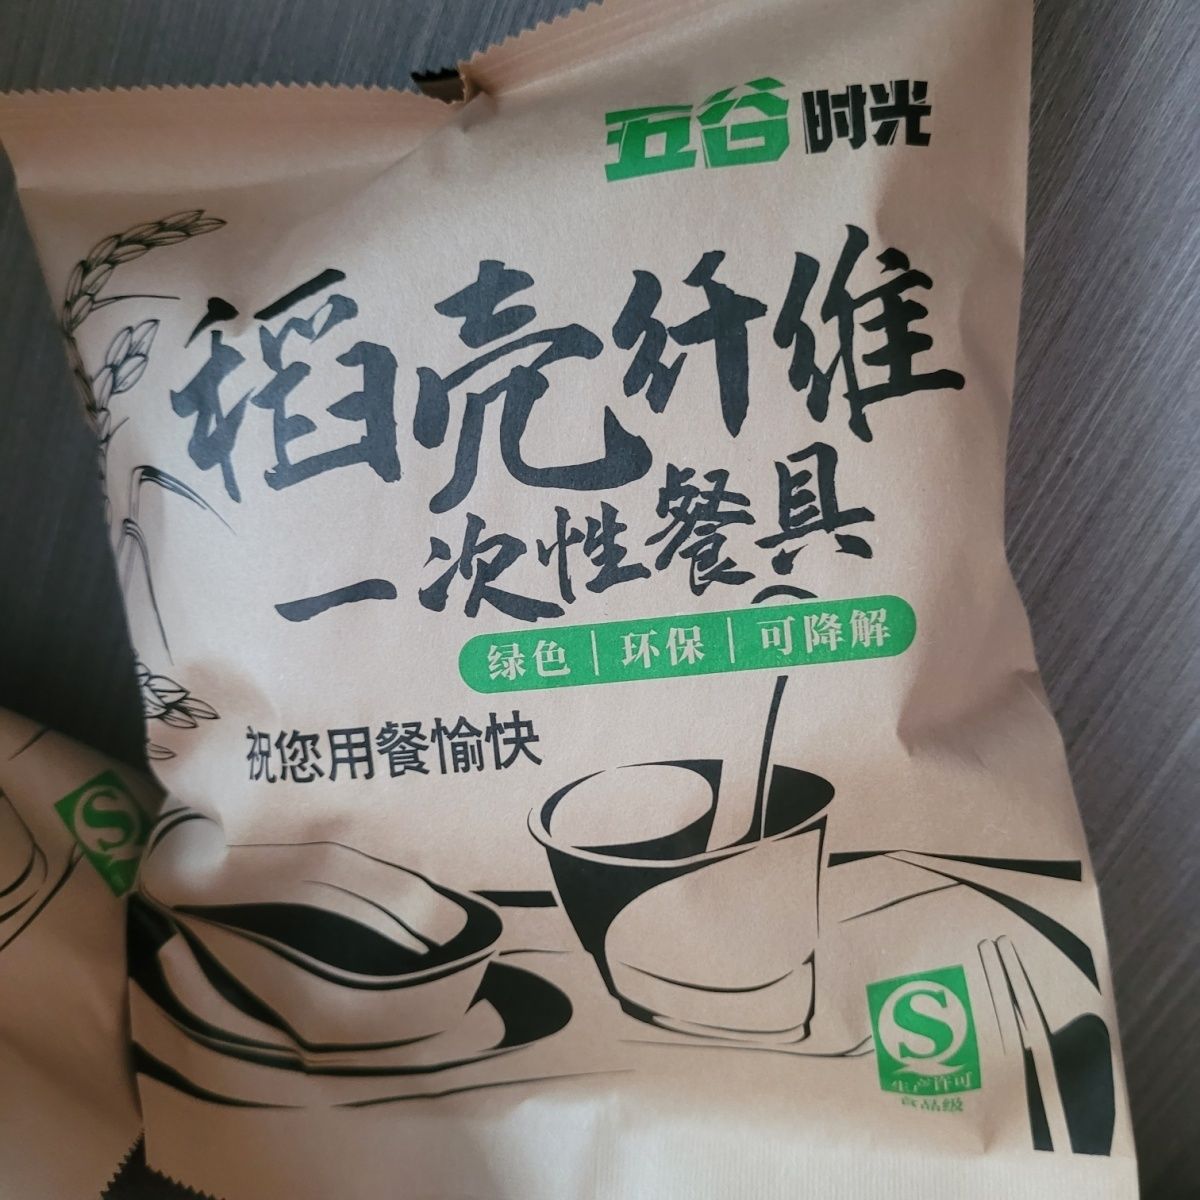 五谷时光
稻壳纤维
一次性餐具
绿色｜环保｜可降解
祝您用餐愉快
S
生产许可
食品级
S